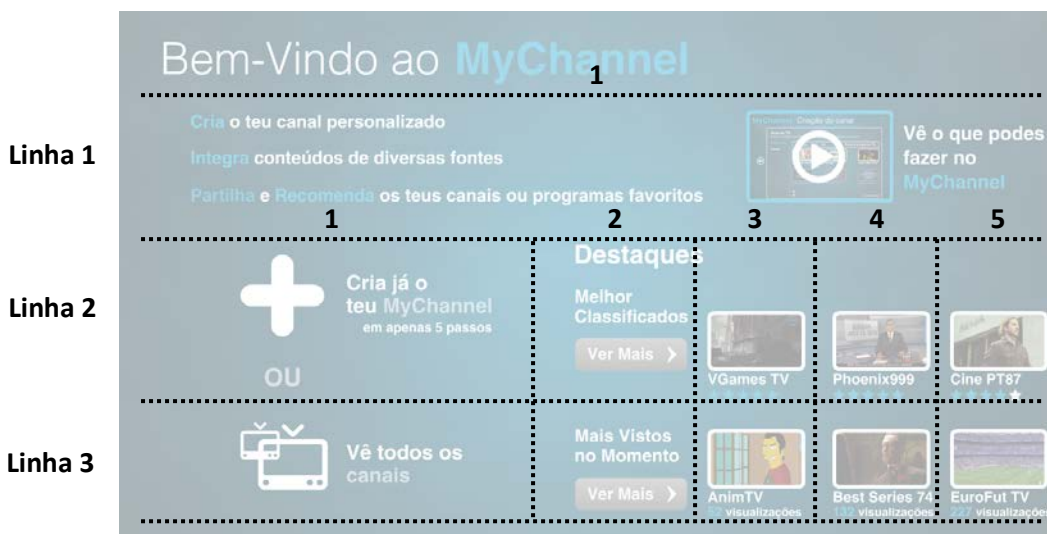 Bem-Vindo ao MyChannel
1
Linha 1
Cria o teu canal personalizado
Integra conteúdos de diversas fontes
Partilha e Recomenda os teus canais ou programas favoritos
MyChannel Criação do canal
Vê o que podes
fazer no
MyChannel
1 2 3 4 5
Linha 2
Cria já o
teu MyChannel
em apenas 5 passos
OU
Destaques
Melhor
Classificados
Ver Mais
VGames TV
Phoenix999
Cine PT87
Linha 3
Vê todos os
canais
Mais Vistos
no Momento
Ver Mais
AnimTV
52 visualizações
Best Series 74
132 visualizações
EuroFut TV
227 visualizaçõe